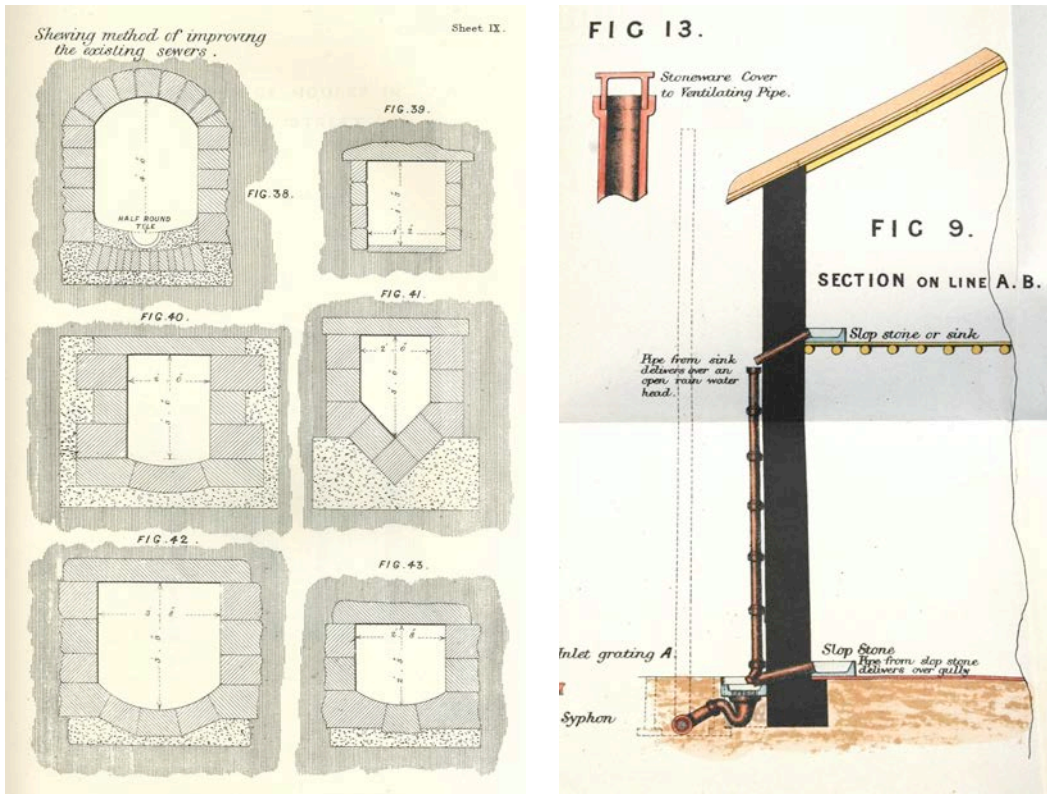 Shewing method of improving
the existing sewers.
Sheet IX.
FIG.38.
HALF ROUND
TILE
FIG.39.
FIG.40.
FIG.41.
FIG.42.
FIG.43.
FIG 13.
Stoneware Cover
to Ventilating Pipe.
FIG 9.
SECTION ON LINE A.B.
Slop stone or sink
Pipe from sink
delivers over an
open rain water
head.
Inlet grating A.
Slop Stone
Pipe from slop stone
delivers over gully
Syphon